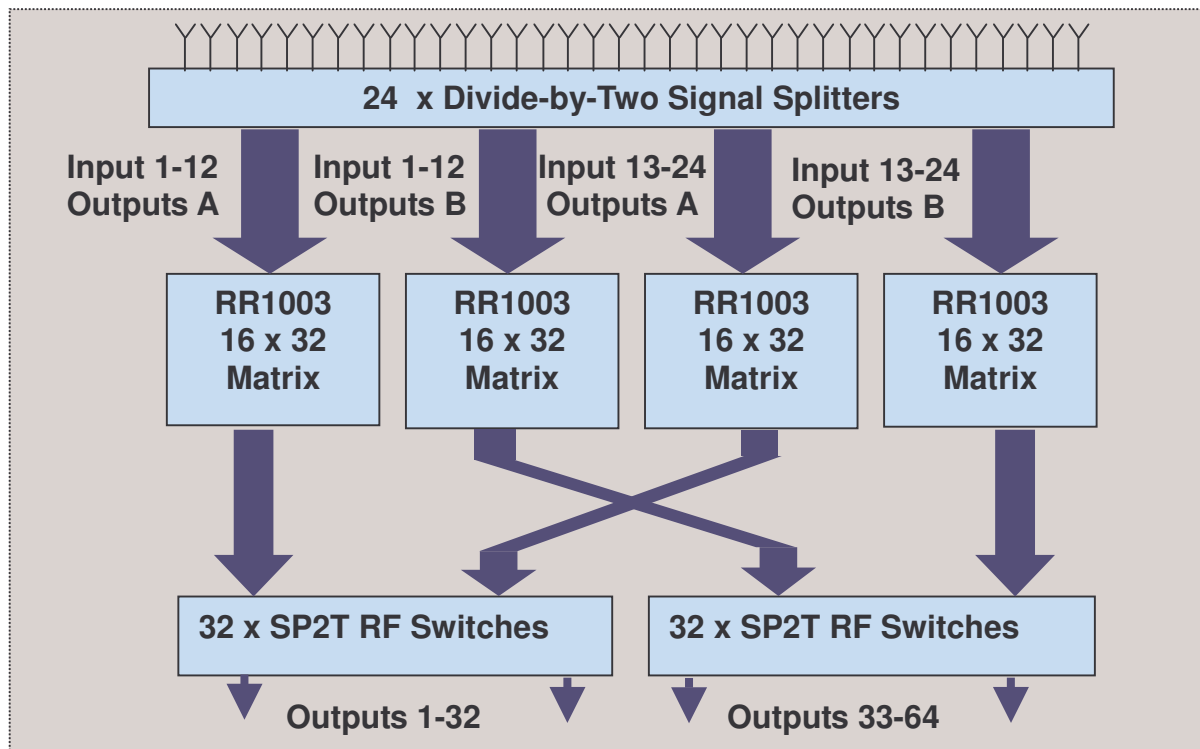 24 x Divide-by-Two Signal Splitters
Input 1-12
Outputs A
Input 1-12
Outputs B
Input 13-24
Outputs A
Input 13-24
Outputs B
RR1003
16 x 32
Matrix
RR1003
16 x 32
Matrix
RR1003
16 x 32
Matrix
RR1003
16 x 32
Matrix
32 x SP2T RF Switches
32 x SP2T RF Switches
Outputs 1-32
Outputs 33-64